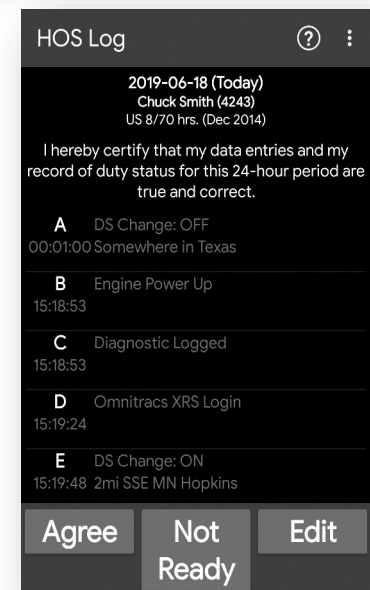 HOS Log
?
2019-06-18 (Today)
Chuck Smith (4243)
US 8/70 hrs. (Dec 2014)
I hereby certify that my data entries and my
record of duty status for this 24-hour period are
true and correct.
A DS Change: OFF
00:01:00 Somewhere in Texas
B Engine Power Up
15:18:53
C Diagnostic Logged
15:18:53
D Omnitracs XRS Login
15:19:24
E DS Change: ON
15:19:48 2mi SSE MN Hopkins
Agree Not Edit
Ready